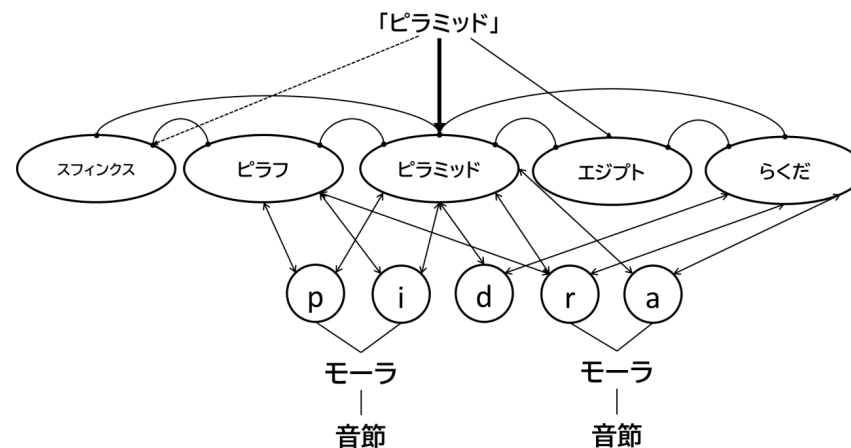 「ピラミッド」
スフィンクス ピラフ ピラミッド エジプト らくだ
p i d r a
モーラ モーラ
音節 音節